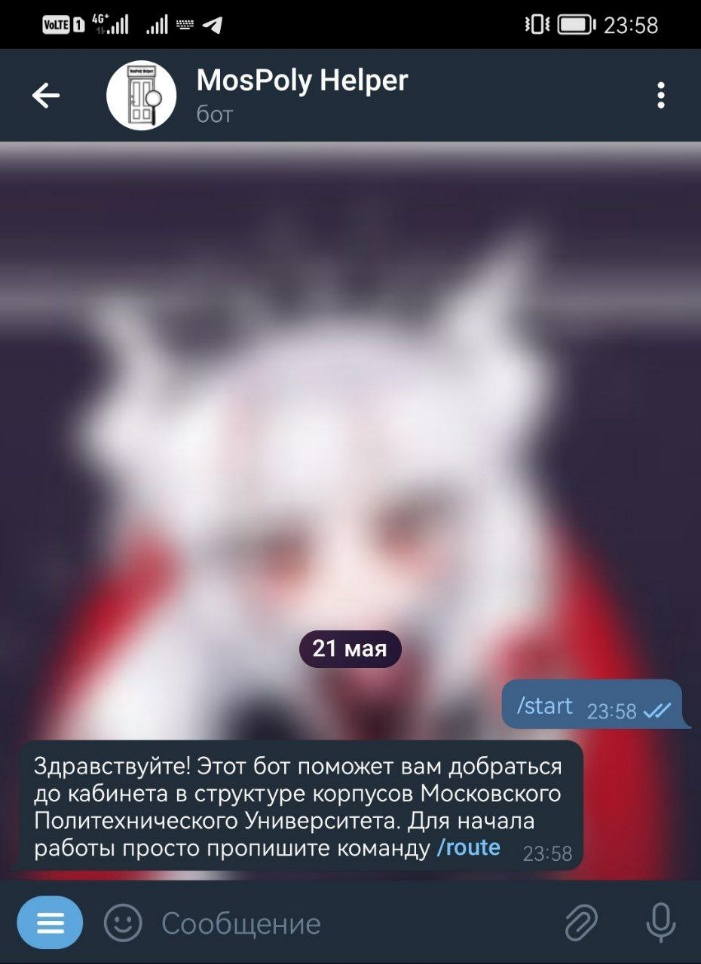 VoLTE 1 4G+ 23:58
MosPoly Helper
бот
21 мая
/start 23:58
Здравствуйте! Этот бот поможет вам добраться
до кабинета в структуре корпусов Московского
Политехнического Университета. Для начала
работы просто пропишите команду /route 23:58
Сообщение